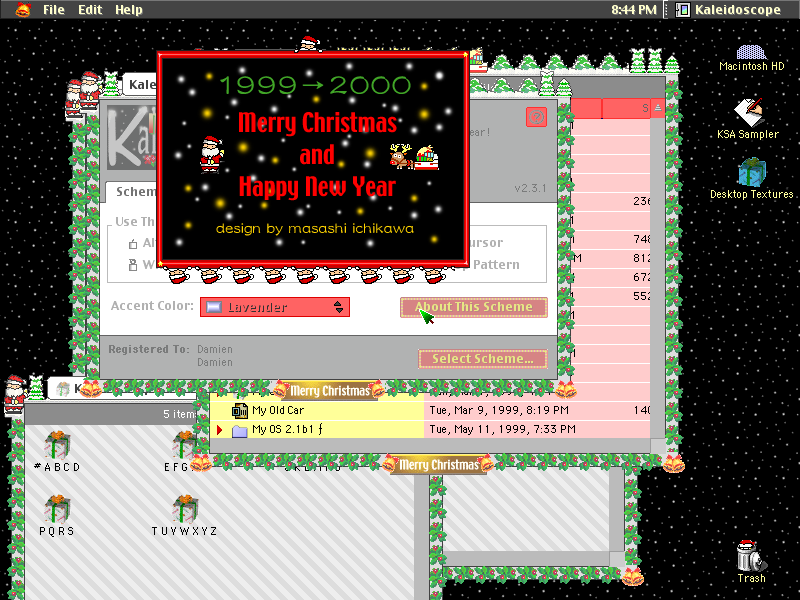 File Edit Help
8:44 PM
Kaleidoscope
Macintosh HD
KSA Sampler
Desktop Textures
Trash
Kale
1999→2000
Merry Christmas
and
Happy New Year
design by masashi ichikawa
ear!
v2.3.1
Schem
Use Th
Al
ursor
W
Pattern
Accent Color:
Lavender
About This Scheme
Registered To: Damien
Damien
Select Scheme...
Merry Christmas
S
236
748
812
672
552
My Old Car
Tue, Mar 9, 1999, 8:19 PM
140
My OS 2.1b1 ƒ
Tue, May 11, 1999, 7:33 PM
Merry Christmas
K
5 items
#ABCD
EFG
PQRS
TUVWXYZ